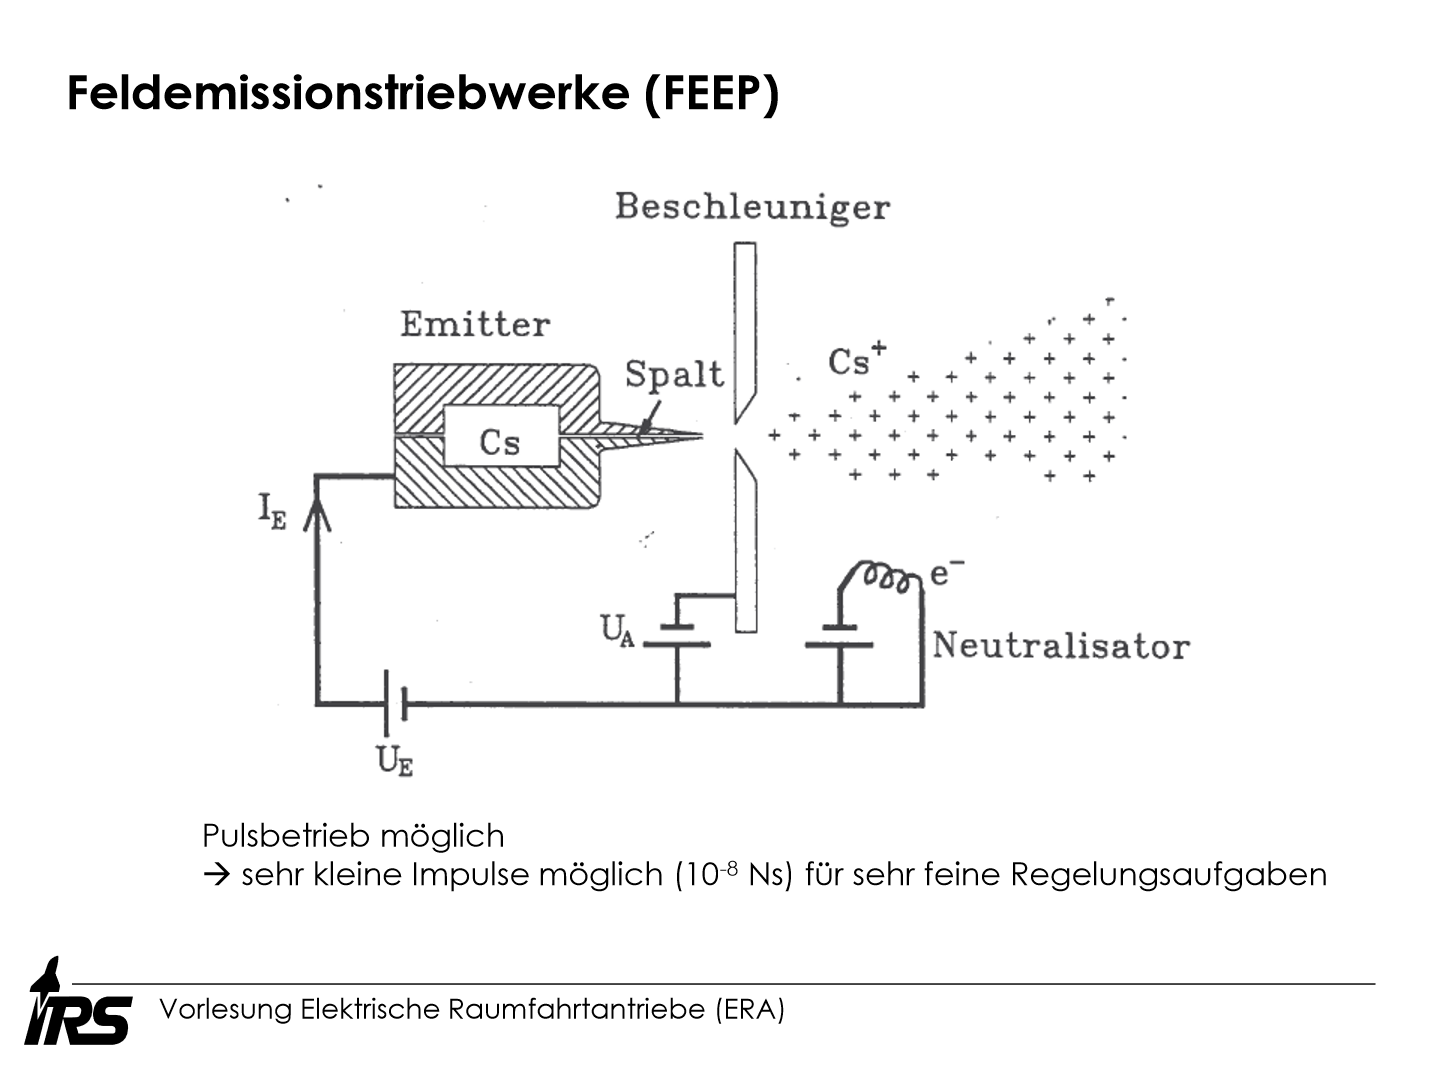 Feldemissionstriebwerke (FEEP)
Beschleuniger
Emitter
Spalt
Cs⁺
Cs
I_E
e⁻
U_A
Neutralisator
U_E
Pulsbetrieb möglich
→ sehr kleine Impulse möglich (10⁻⁸ Ns) für sehr feine Regelungsaufgaben
IRS
Vorlesung Elektrische Raumfahrtantriebe (ERA)